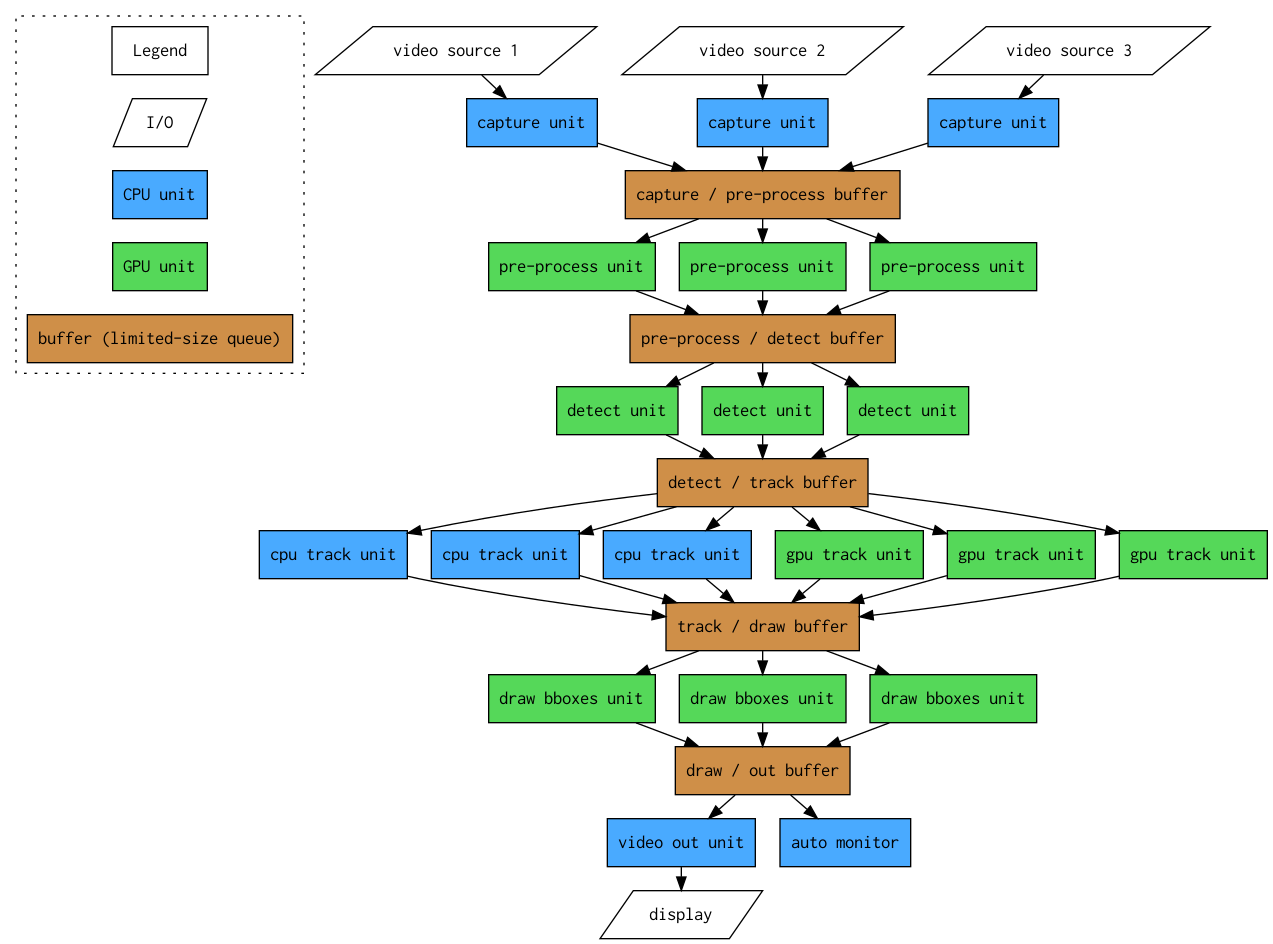 Legend
I/O
CPU unit
GPU unit
buffer (limited-size queue)
video source 1
video source 2
video source 3
capture unit
capture unit
capture unit
capture / pre-process buffer
pre-process unit
pre-process unit
pre-process unit
pre-process / detect buffer
detect unit
detect unit
detect unit
detect / track buffer
cpu track unit
cpu track unit
cpu track unit
gpu track unit
gpu track unit
gpu track unit
track / draw buffer
draw bboxes unit
draw bboxes unit
draw bboxes unit
draw / out buffer
video out unit
auto monitor
display